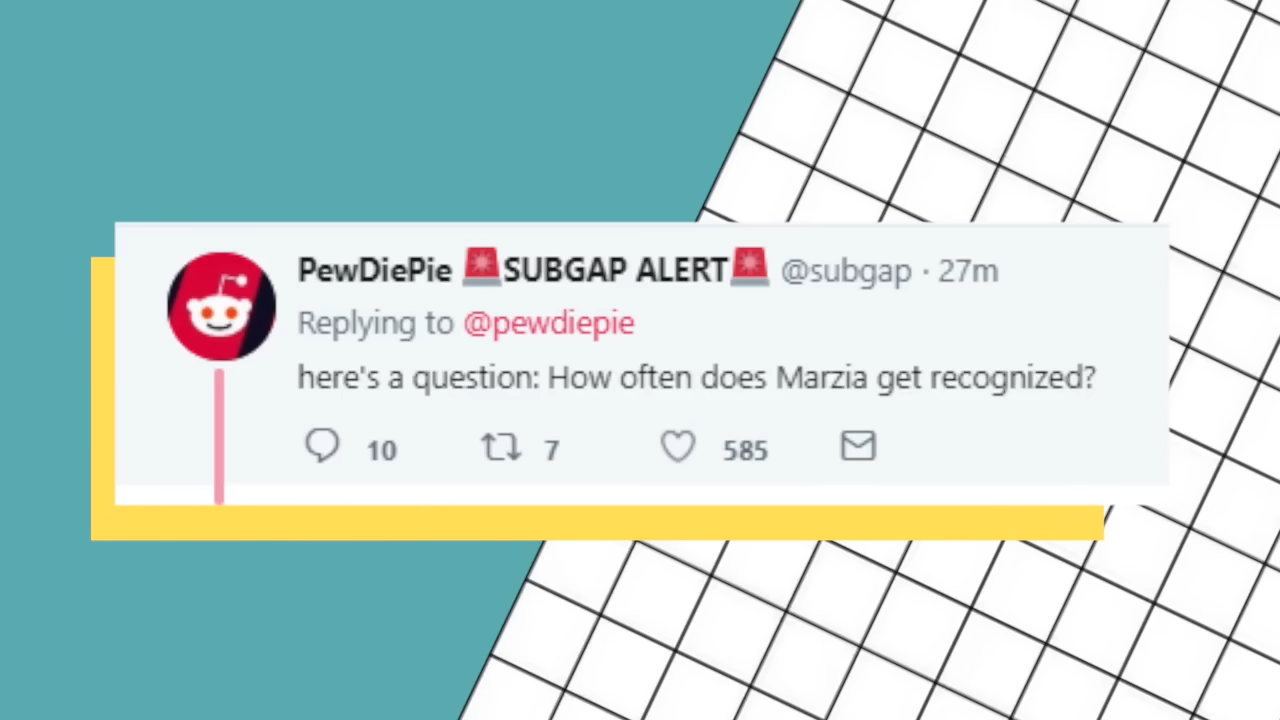 PewDiePie 🚨SUBGAP ALERT🚨 @subgap · 27m
Replying to @pewdiepie
here's a question: How often does Marzia get recognized?
10 7 585